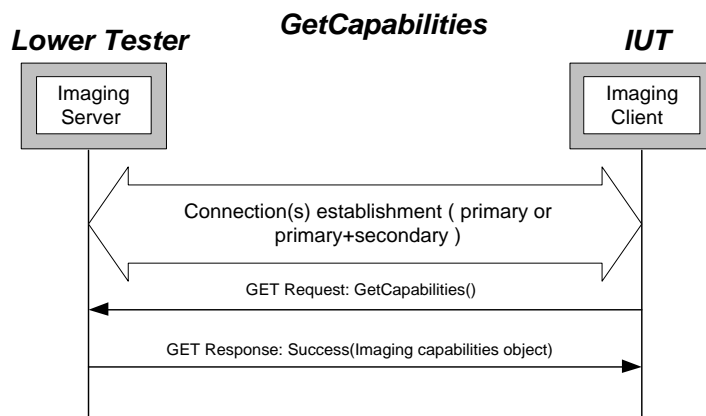 GetCapabilities
Lower Tester
IUT
Imaging
Server
Imaging
Client
Connection(s) establishment ( primary or
primary+secondary )
GET Request: GetCapabilities()
GET Response: Success(Imaging capabilities object)